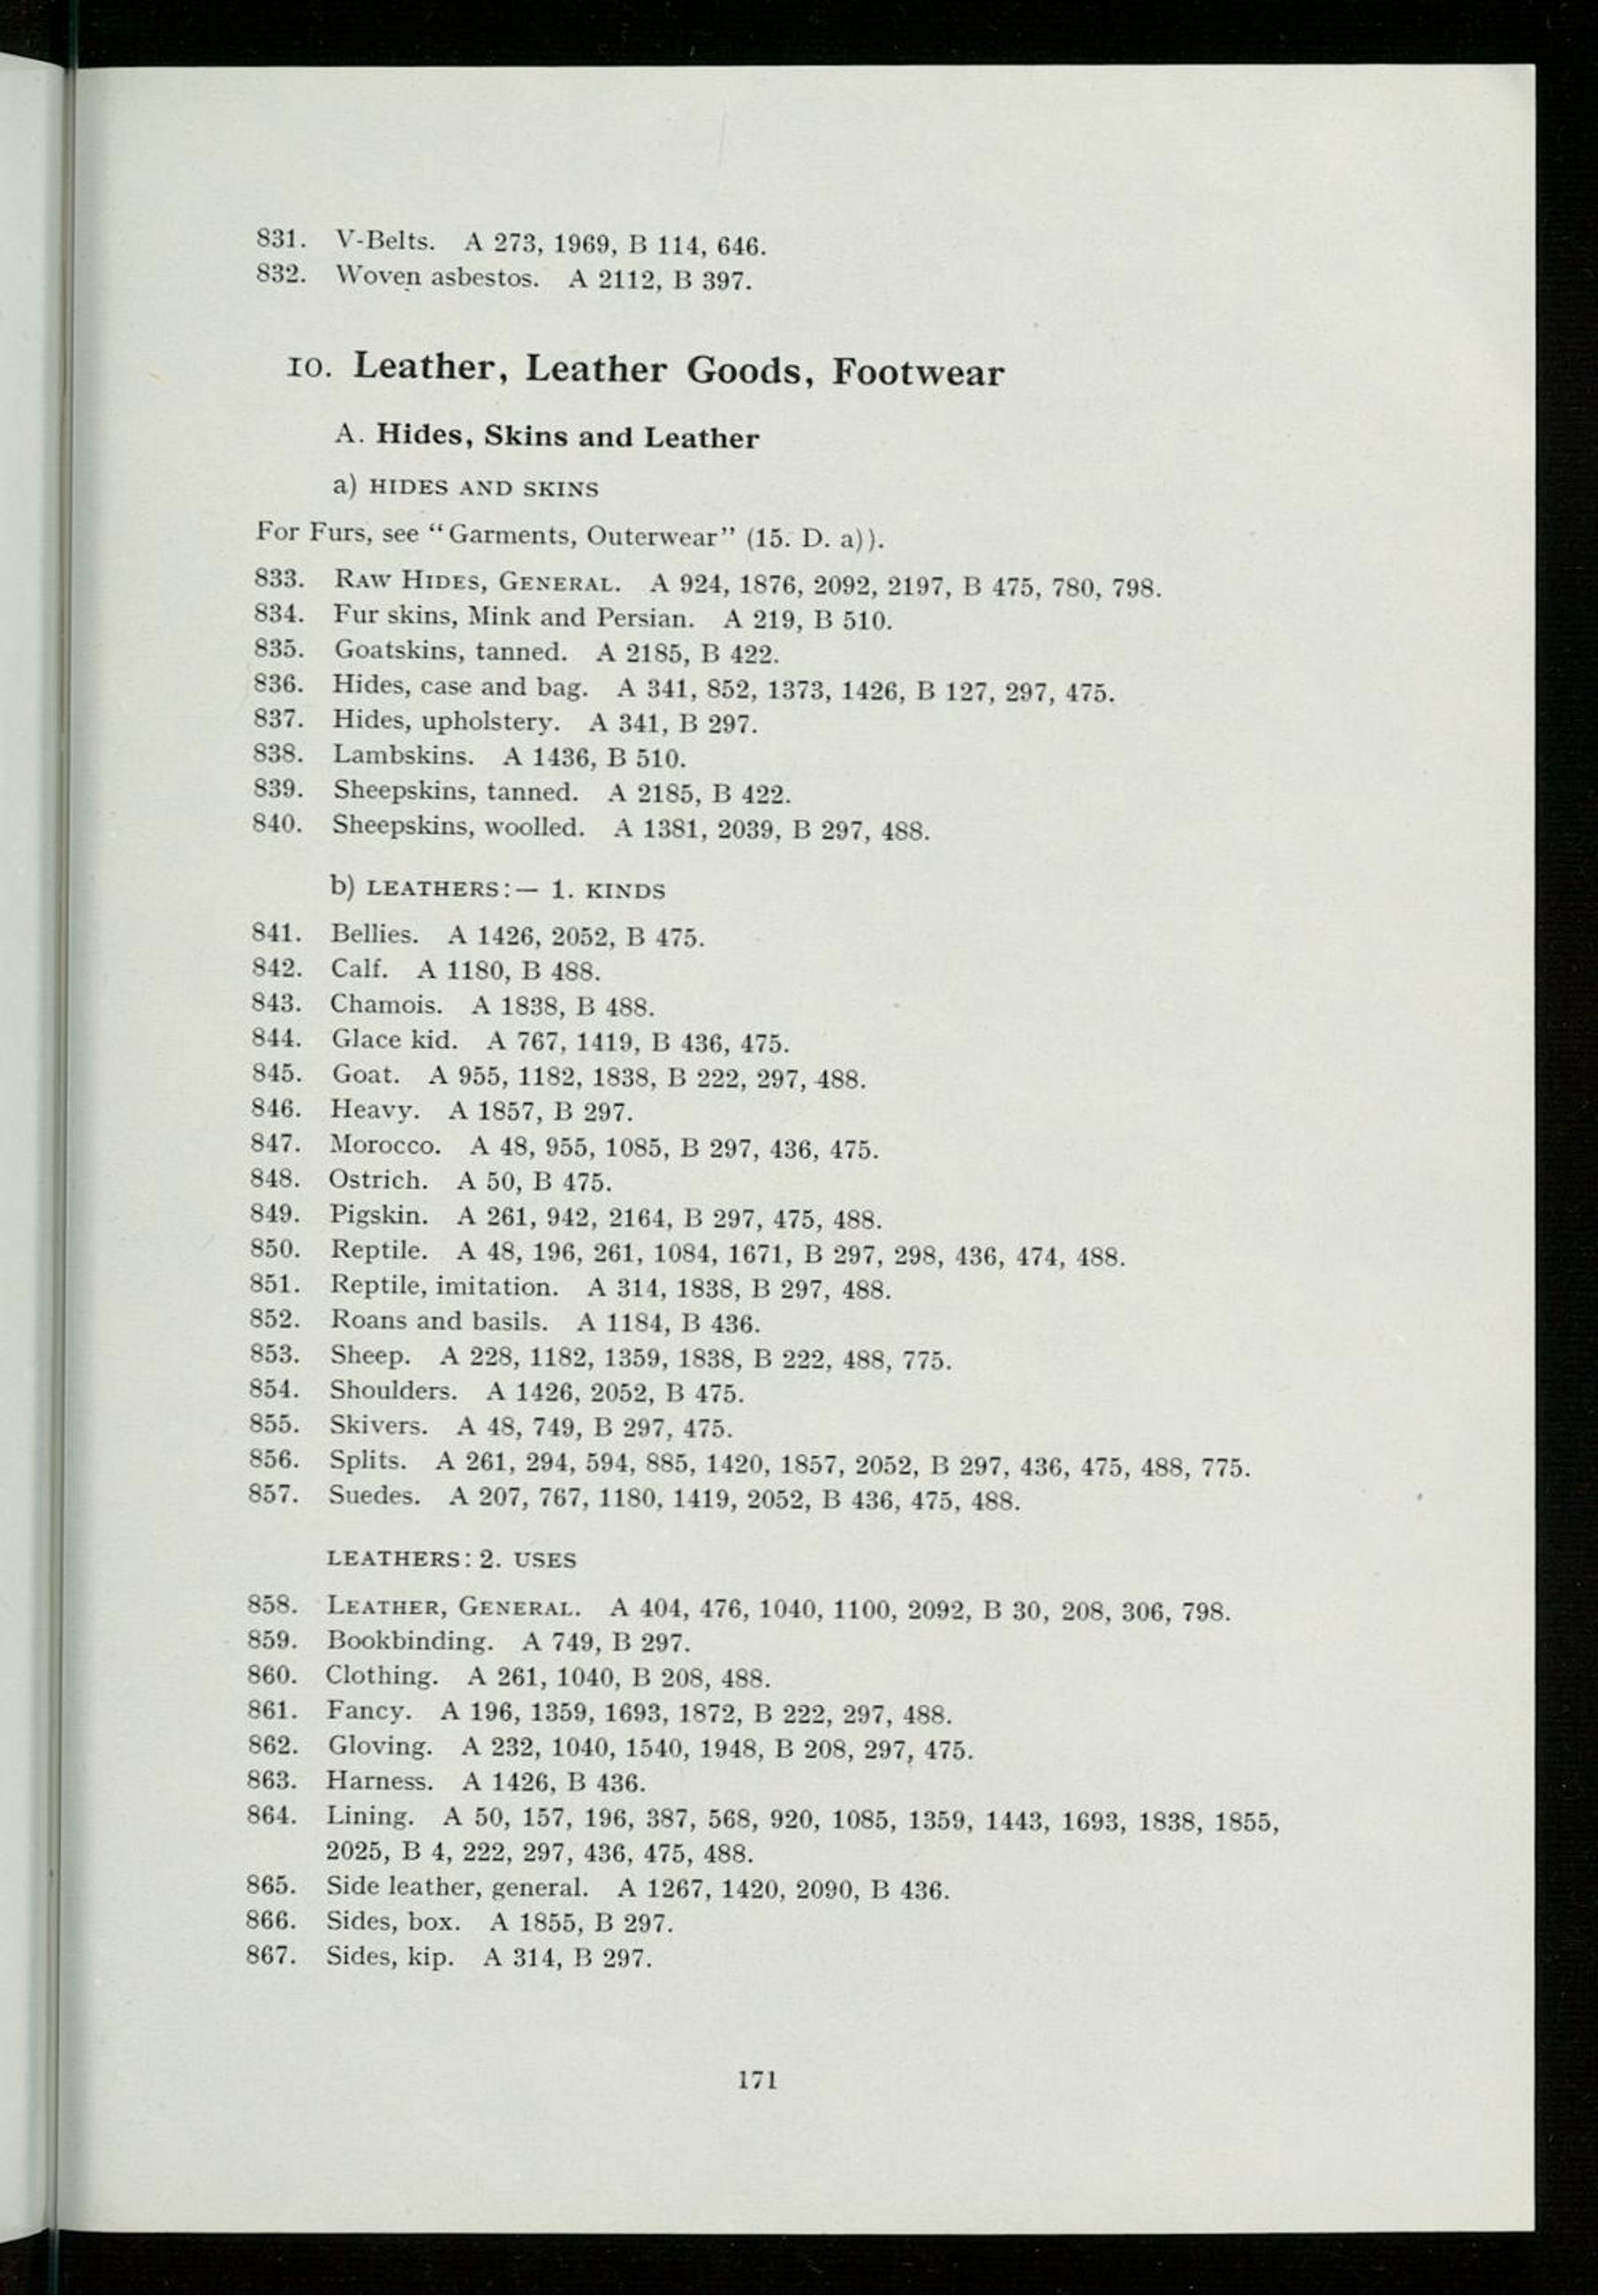 831. V-Belts. A 273, 1969, B 114, 646.
832. Woven asbestos. A 2112, B 397.
10. Leather, Leather Goods, Footwear
A. Hides, Skins and Leather
a) HIDES AND SKINS
For Furs, see “Garments, Outerwear” (15. D. a)).
833. RAW HIDES, GENERAL. A 924, 1876, 2092, 2197, B 475, 780, 798.
834. Fur skins, Mink and Persian. A 219, B 510.
835. Goatskins, tanned. A 2185, B 422.
836. Hides, case and bag. A 341, 852, 1373, 1426, B 127, 297, 475.
837. Hides, upholstery. A 341, B 297.
838. Lambskins. A 1436, B 510.
839. Sheepskins, tanned. A 2185, B 422.
840. Sheepskins, woolled. A 1381, 2039, B 297, 488.
b) LEATHERS:— 1. KINDS
841. Bellies. A 1426, 2052, B 475.
842. Calf. A 1180, B 488.
843. Chamois. A 1838, B 488.
844. Glace kid. A 767, 1419, B 436, 475.
845. Goat. A 955, 1182, 1838, B 222, 297, 488.
846. Heavy. A 1857, B 297.
847. Morocco. A 48, 955, 1085, B 297, 436, 475.
848. Ostrich. A 50, B 475.
849. Pigskin. A 261, 942, 2164, B 297, 475, 488.
850. Reptile. A 48, 196, 261, 1084, 1671, B 297, 298, 436, 474, 488.
851. Reptile, imitation. A 314, 1838, B 297, 488.
852. Roans and basils. A 1184, B 436.
853. Sheep. A 228, 1182, 1359, 1838, B 222, 488, 775.
854. Shoulders. A 1426, 2052, B 475.
855. Skivers. A 48, 749, B 297, 475.
856. Splits. A 261, 294, 594, 885, 1420, 1857, 2052, B 297, 436, 475, 488, 775.
857. Suedes. A 207, 767, 1180, 1419, 2052, B 436, 475, 488.
LEATHERS: 2. USES
858. LEATHER, GENERAL. A 404, 476, 1040, 1100, 2092, B 30, 208, 306, 798.
859. Bookbinding. A 749, B 297.
860. Clothing. A 261, 1040, B 208, 488.
861. Fancy. A 196, 1359, 1693, 1872, B 222, 297, 488.
862. Gloving. A 232, 1040, 1540, 1948, B 208, 297, 475.
863. Harness. A 1426, B 436.
864. Lining. A 50, 157, 196, 387, 568, 920, 1085, 1359, 1443, 1693, 1838, 1855,
2025, B 4, 222, 297, 436, 475, 488.
865. Side leather, general. A 1267, 1420, 2090, B 436.
866. Sides, box. A 1855, B 297.
867. Sides, kip. A 314, B 297.
171